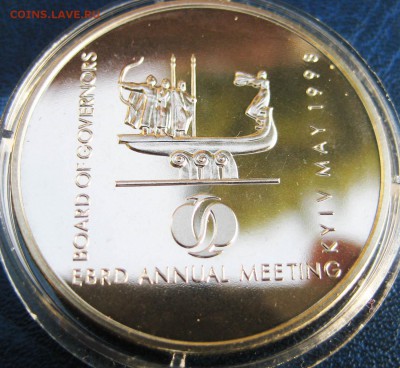 COINS.LAVE.RU
BOARD OF GOVERNORS
EBRD ANNUAL MEETING
KYIV MAY 1998